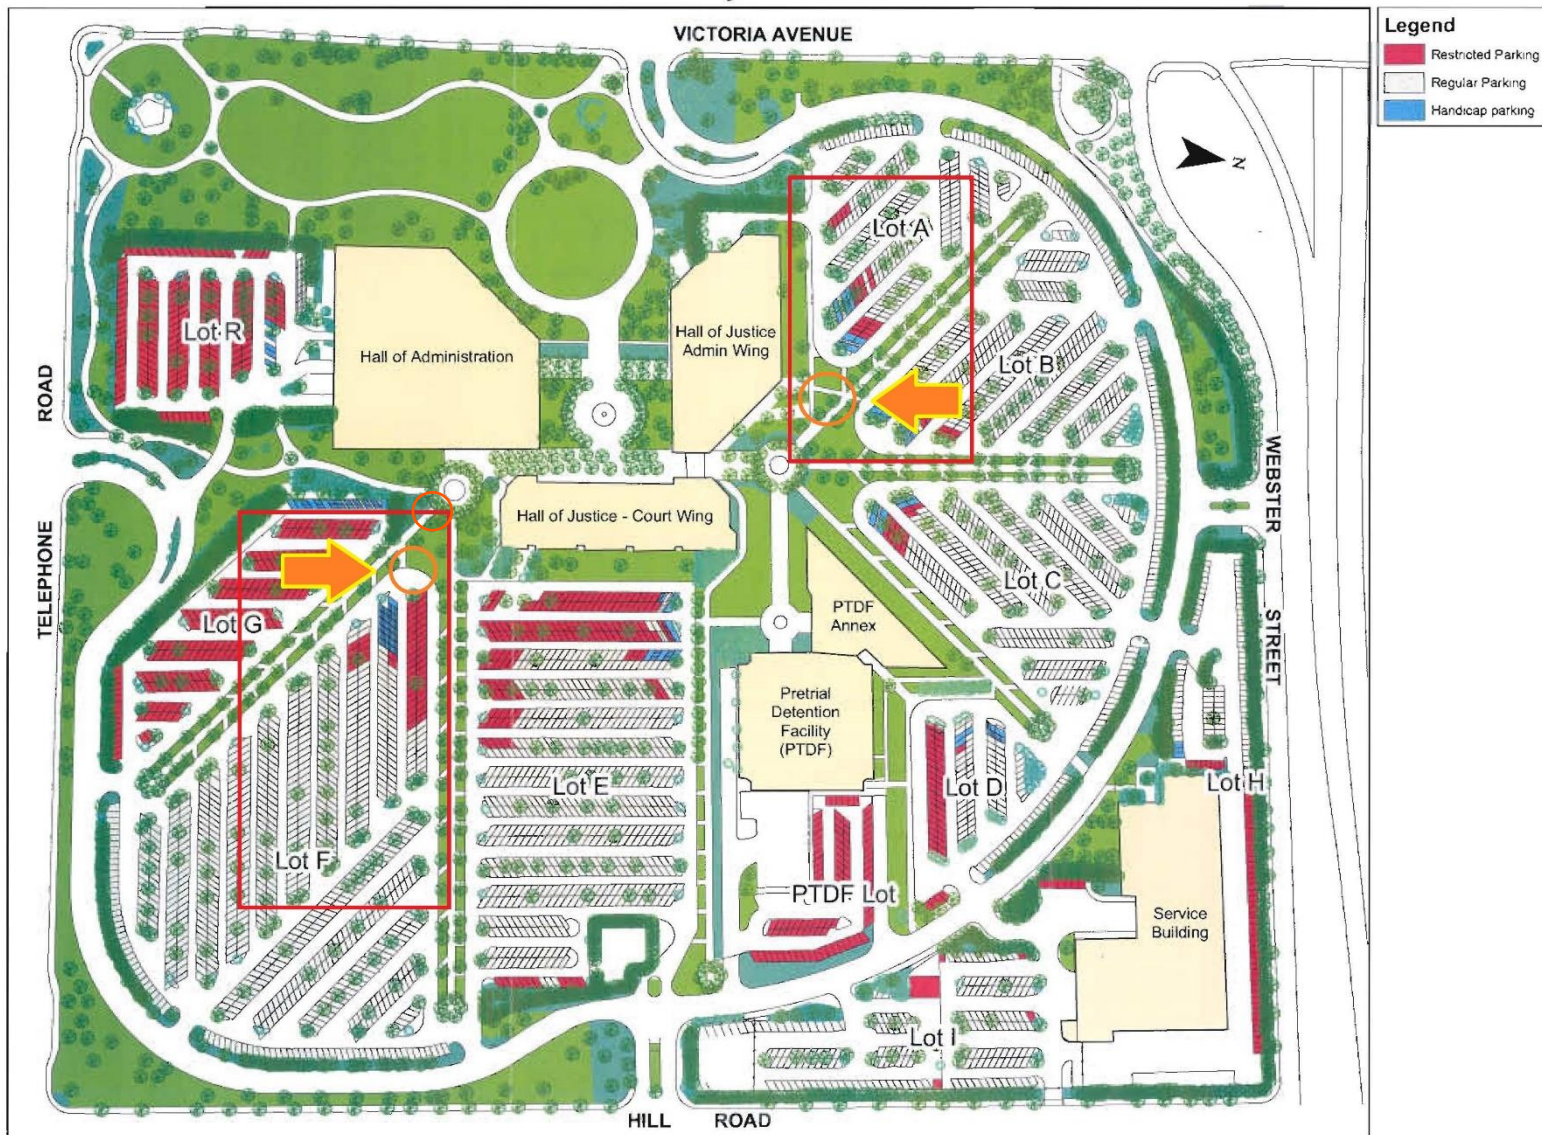 VICTORIA AVENUE
Legend
Restricted Parking
Regular Parking
Handicap parking
N
Lot A
Lot R
Hall of Administration
Hall of Justice
Admin Wing
Lot B
ROAD
TELEPHONE
WEBSTER
STREET
Hall of Justice - Court Wing
Lot C
PTDF
Annex
Lot G
Pretrial
Detention
Facility
(PTDF)
Lot E
Lot D
Lot H
Lot F
PTDF Lot
Service
Building
Lot I
HILL ROAD